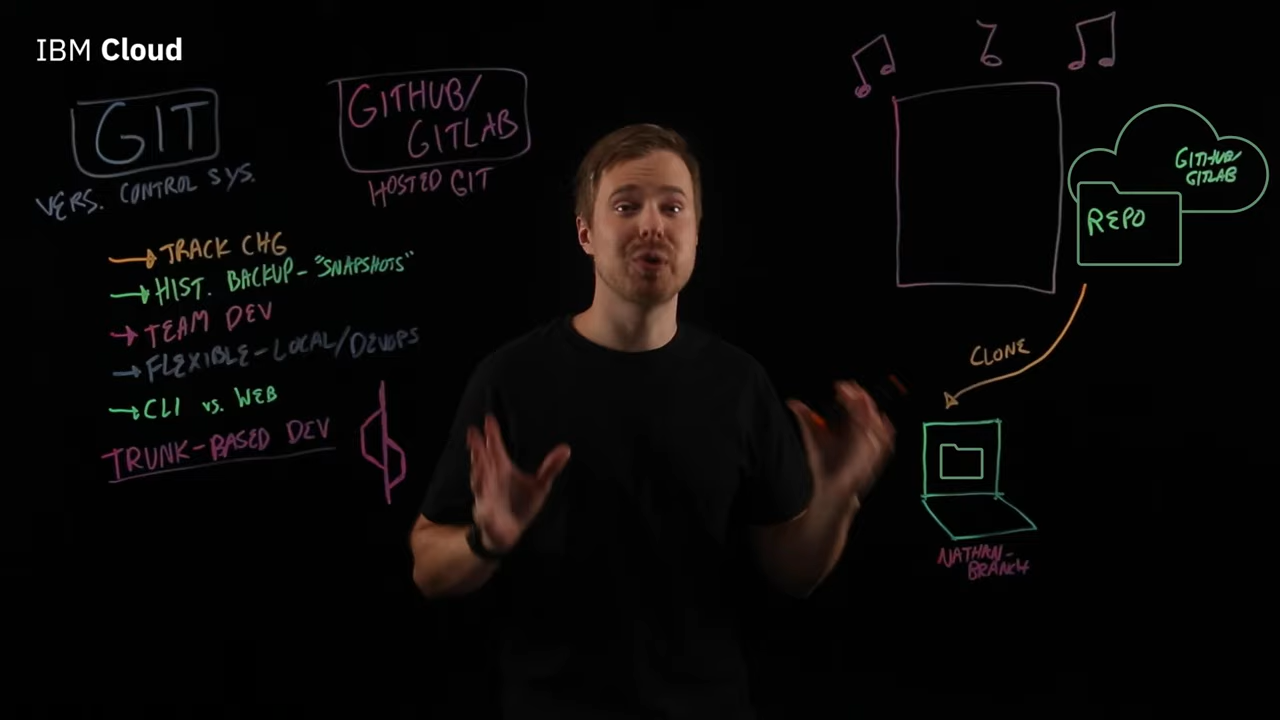 IBM Cloud
GIT
VERS. CONTROL SYS.
GITHUB/
GITLAB
HOSTED GIT
→ TRACK CHG
→ HIST. BACKUP - "SNAPSHOTS"
→ TEAM DEV
→ FLEXIBLE - LOCAL/DEVOPS
→ CLI vs. WEB
TRUNK-BASED DEV
GITHUB/
GITLAB
REPO
CLONE
NATHAN-
BRANCH